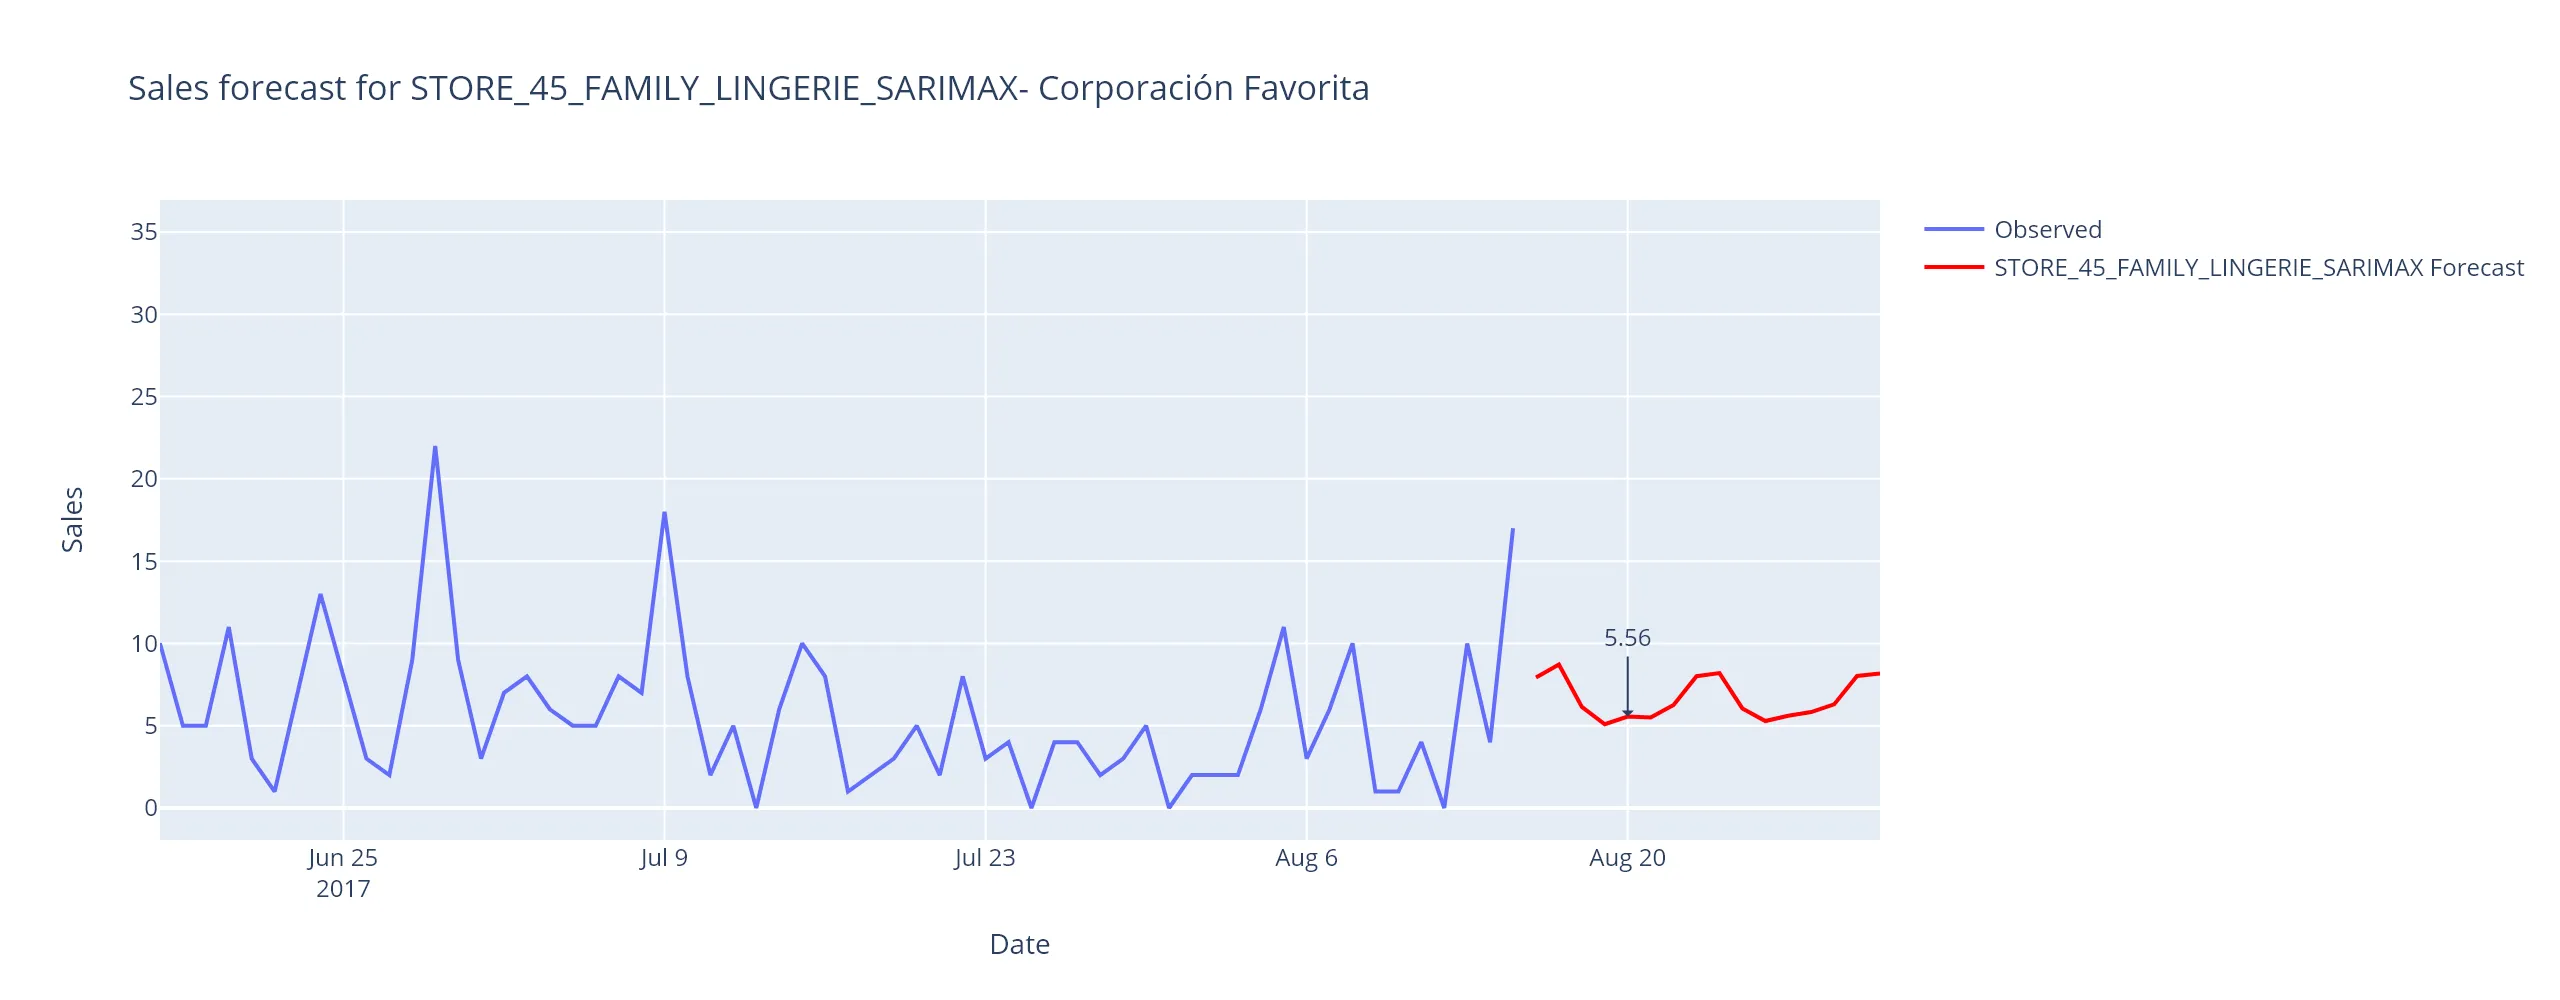 Sales forecast for STORE_45_FAMILY_LINGERIE_SARIMAX- Corporación Favorita
Observed
STORE_45_FAMILY_LINGERIE_SARIMAX Forecast
Sales
35
30
25
20
15
10
5
0
5.56
Jun 25
2017
Jul 9
Jul 23
Aug 6
Aug 20
Date